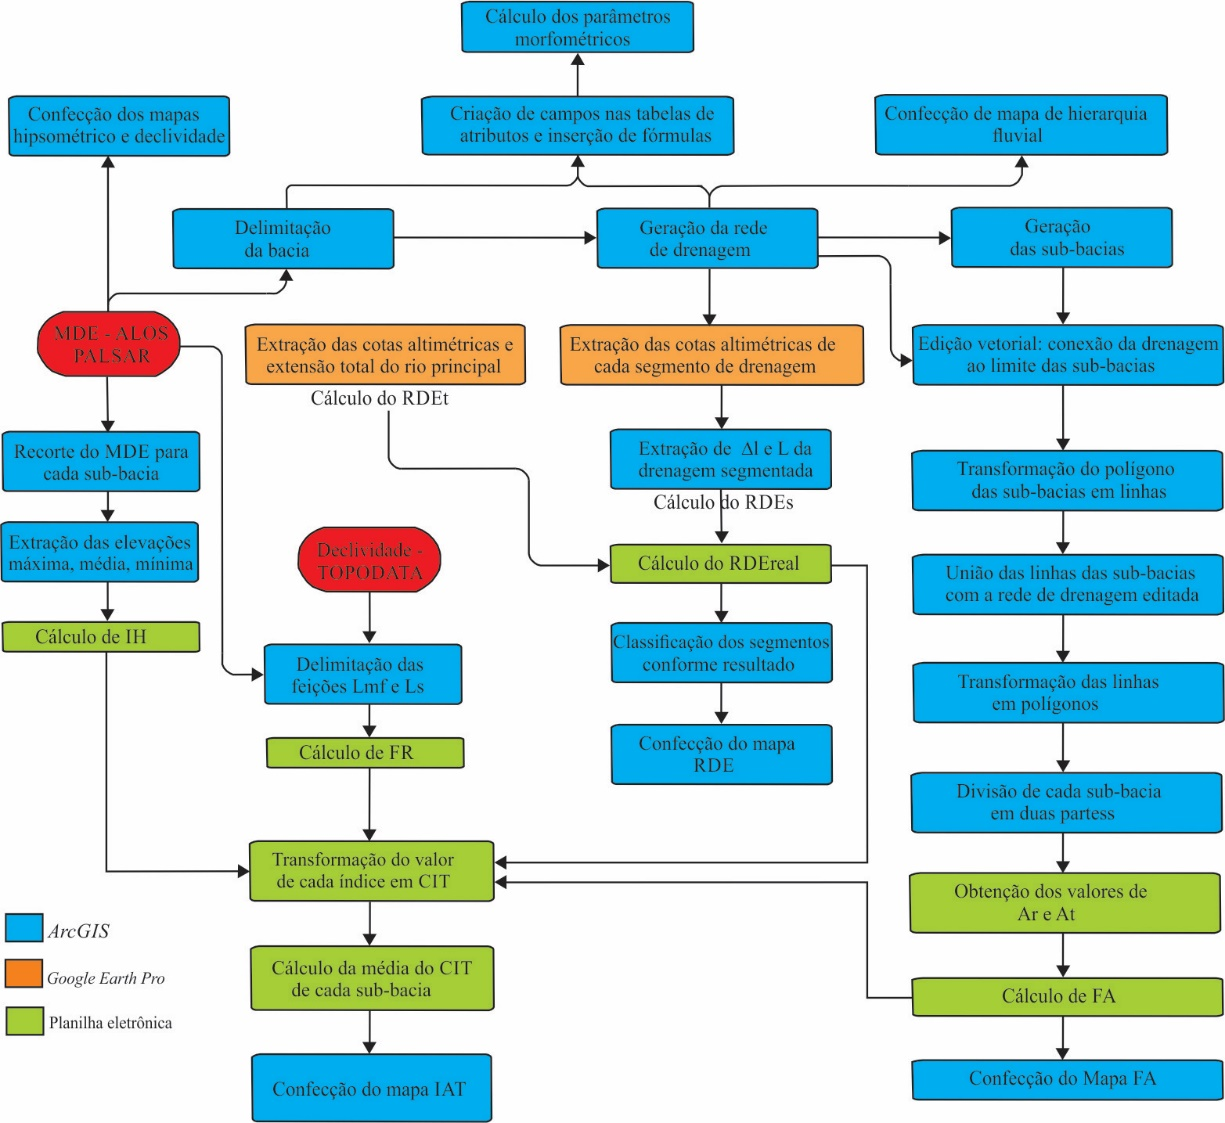 Cálculo dos parâmetros
morfométricos
Confecção dos mapas
hipsométrico e declividade
Criação de campos nas tabelas de
atributos e inserção de fórmulas
Confecção de mapa de hierarquia
fluvial
Delimitação
da bacia
Geração da rede
de drenagem
Geração
das sub-bacias
MDE - ALOS
PALSAR
Extração das cotas altimétricas e
extensão total do rio principal
Cálculo do RDEt
Extração das cotas altimétricas de
cada segmento de drenagem
Edição vetorial: conexão da drenagem
ao limite das sub-bacias
Recorte do MDE para
cada sub-bacia
Extração de Δl e L da
drenagem segmentada
Cálculo do RDEs
Transformação do polígono
das sub-bacias em linhas
Extração das elevações
máxima, média, mínima
Declividade -
TOPODATA
Cálculo do RDEreal
União das linhas das sub-bacias
com a rede de drenagem editada
Cálculo de IH
Delimitação das
feições Lmf e Ls
Classificação dos segmentos
conforme resultado
Transformação das linhas
em polígonos
Cálculo de FR
Confecção do mapa
RDE
Divisão de cada sub-bacia
em duas partess
Transformação do valor
de cada índice em CIT
Obtenção dos valores de
Ar e At
ArcGIS
Google Earth Pro
Planilha eletrônica
Cálculo da média do CIT
de cada sub-bacia
Cálculo de FA
Confecção do mapa IAT
Confecção do Mapa FA